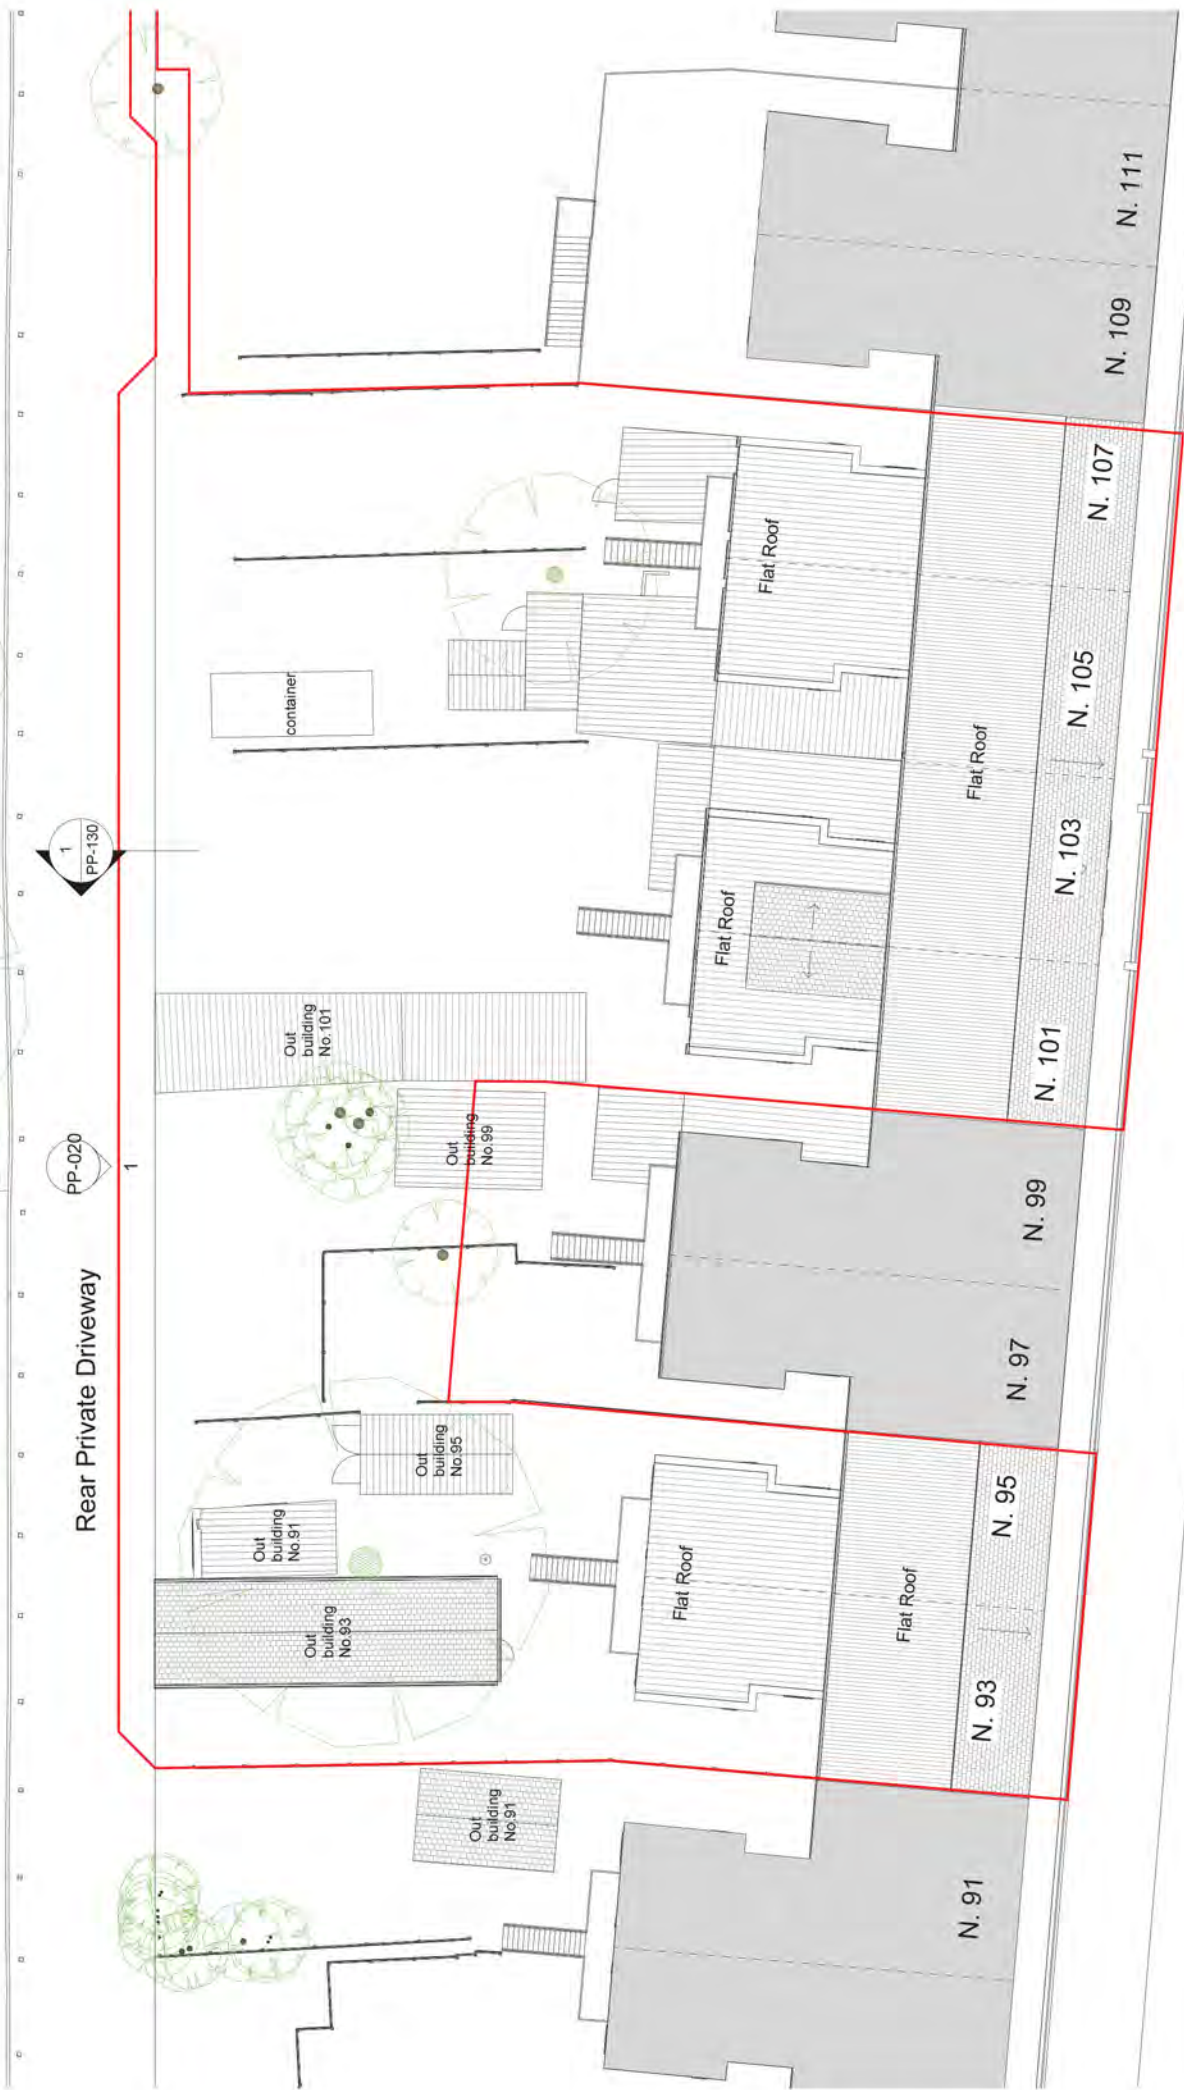 Rear Private Driveway
PP-020
1
1
PP-130
Out
building
No.91
Out
building
No.93
Out
building
No.91
Out
building
No.95
Out
building
No.99
Out
building
No.101
container
Flat Roof
Flat Roof
Flat Roof
Flat Roof
Flat Roof
N. 91
N. 93
N. 95
N. 97
N. 99
N. 101
N. 103
N. 105
N. 107
N. 109
N. 111